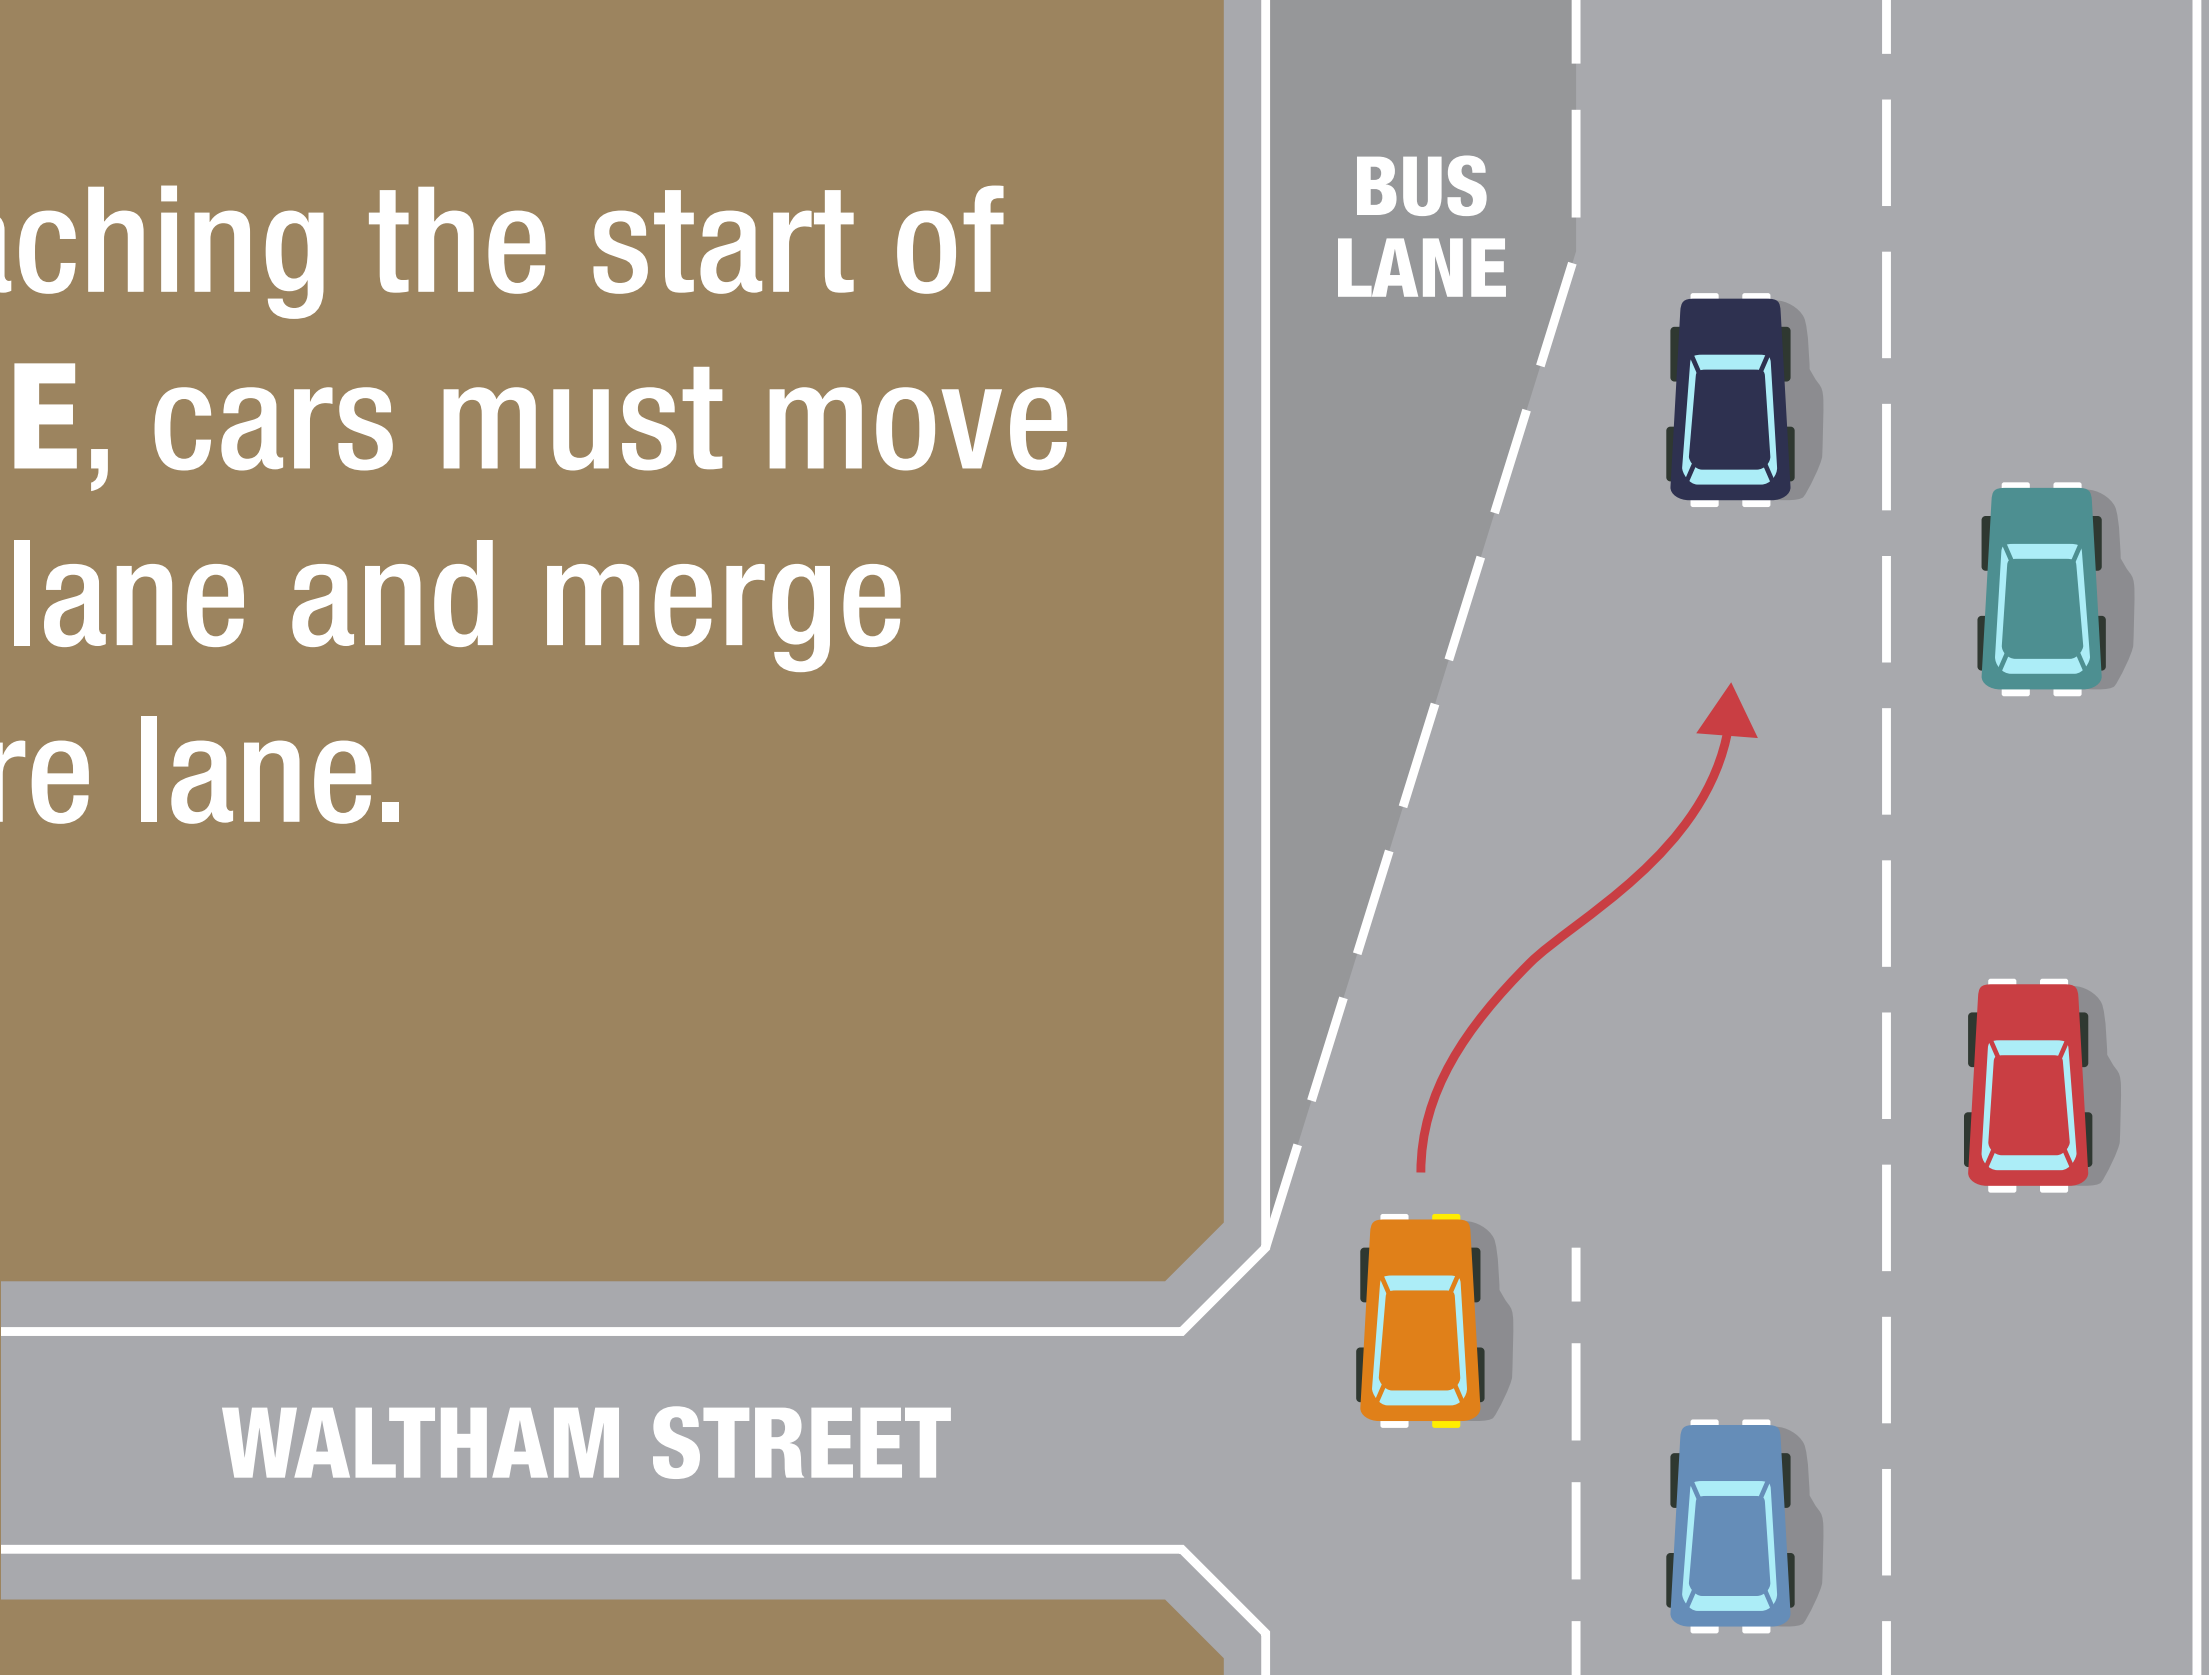 ching the start of
E, cars must move
lane and merge
re lane.
BUS
LANE
WALTHAM STREET